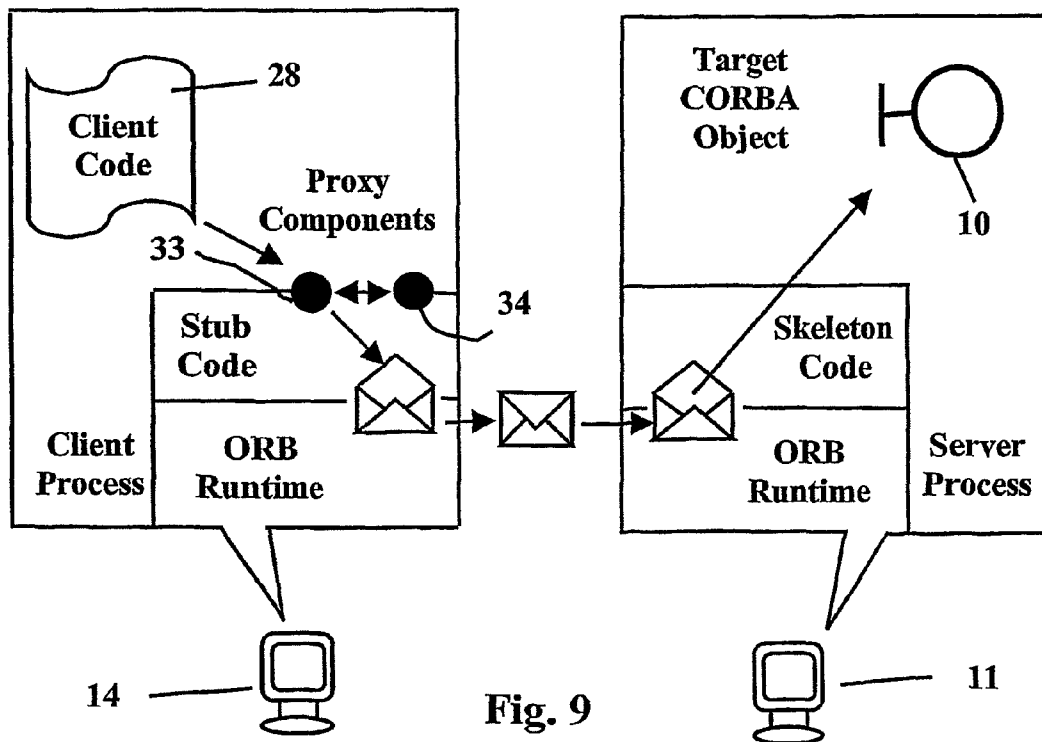 28
Client
Code
Proxy
Components
33
34
Stub
Code
Client
Process
ORB
Runtime
14
Target
CORBA
Object
10
Skeleton
Code
ORB
Runtime
Server
Process
11
Fig. 9